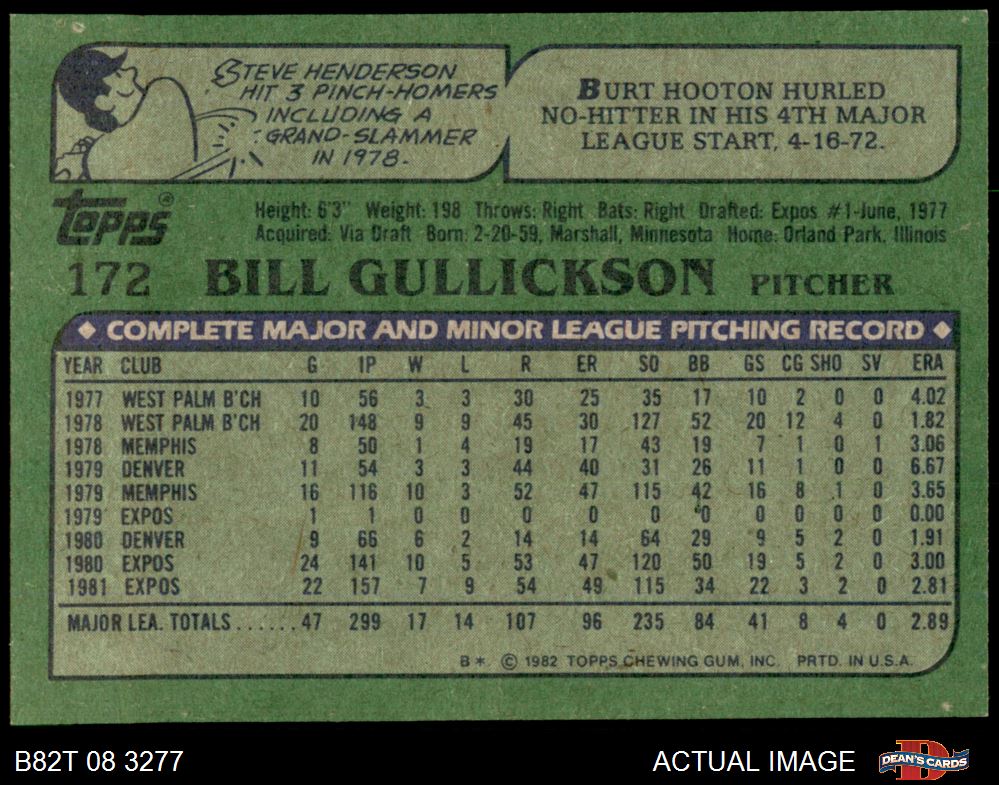 STEVE HENDERSON
HIT 3 PINCH-HOMERS
INCLUDING A
GRAND-SLAMMER
IN 1978.
BURT HOOTON HURLED
NO-HITTER IN HIS 4TH MAJOR
LEAGUE START, 4-16-72.
topps®
Height: 6'3" Weight: 198 Throws: Right Bats: Right Drafted: Expos #1-June, 1977
Acquired: Via Draft Born: 2-20-59, Marshall, Minnesota Home: Orland Park, Illinois
172 BILL GULLICKSON PITCHER
◆ COMPLETE MAJOR AND MINOR LEAGUE PITCHING RECORD ◆
YEAR CLUB G IP W L R ER SO BB GS CG SHO SV ERA
1977 WEST PALM B'CH 10 56 3 3 30 25 35 17 10 2 0 0 4.02
1978 WEST PALM B'CH 20 148 9 9 45 30 127 52 20 12 4 0 1.82
1978 MEMPHIS 8 50 1 4 19 17 43 19 7 1 0 1 3.06
1979 DENVER 11 54 3 3 44 40 31 26 11 1 0 0 6.67
1979 MEMPHIS 16 116 10 3 52 47 115 42 16 8 1 0 3.65
1979 EXPOS 1 1 0 0 0 0 0 0 0 0 0 0 0.00
1980 DENVER 9 66 6 2 14 14 64 29 9 5 2 0 1.91
1980 EXPOS 24 141 10 5 53 47 120 50 19 5 2 0 3.00
1981 EXPOS 22 157 7 9 54 49 115 34 22 3 2 0 2.81
MAJOR LEA. TOTALS......47 299 17 14 107 96 235 84 41 8 4 0 2.89
B*. © 1982 TOPPS CHEWING GUM, INC. PRTD. IN U.S.A.
B82T 08 3277 ACTUAL IMAGE D DEAN'S CARDS